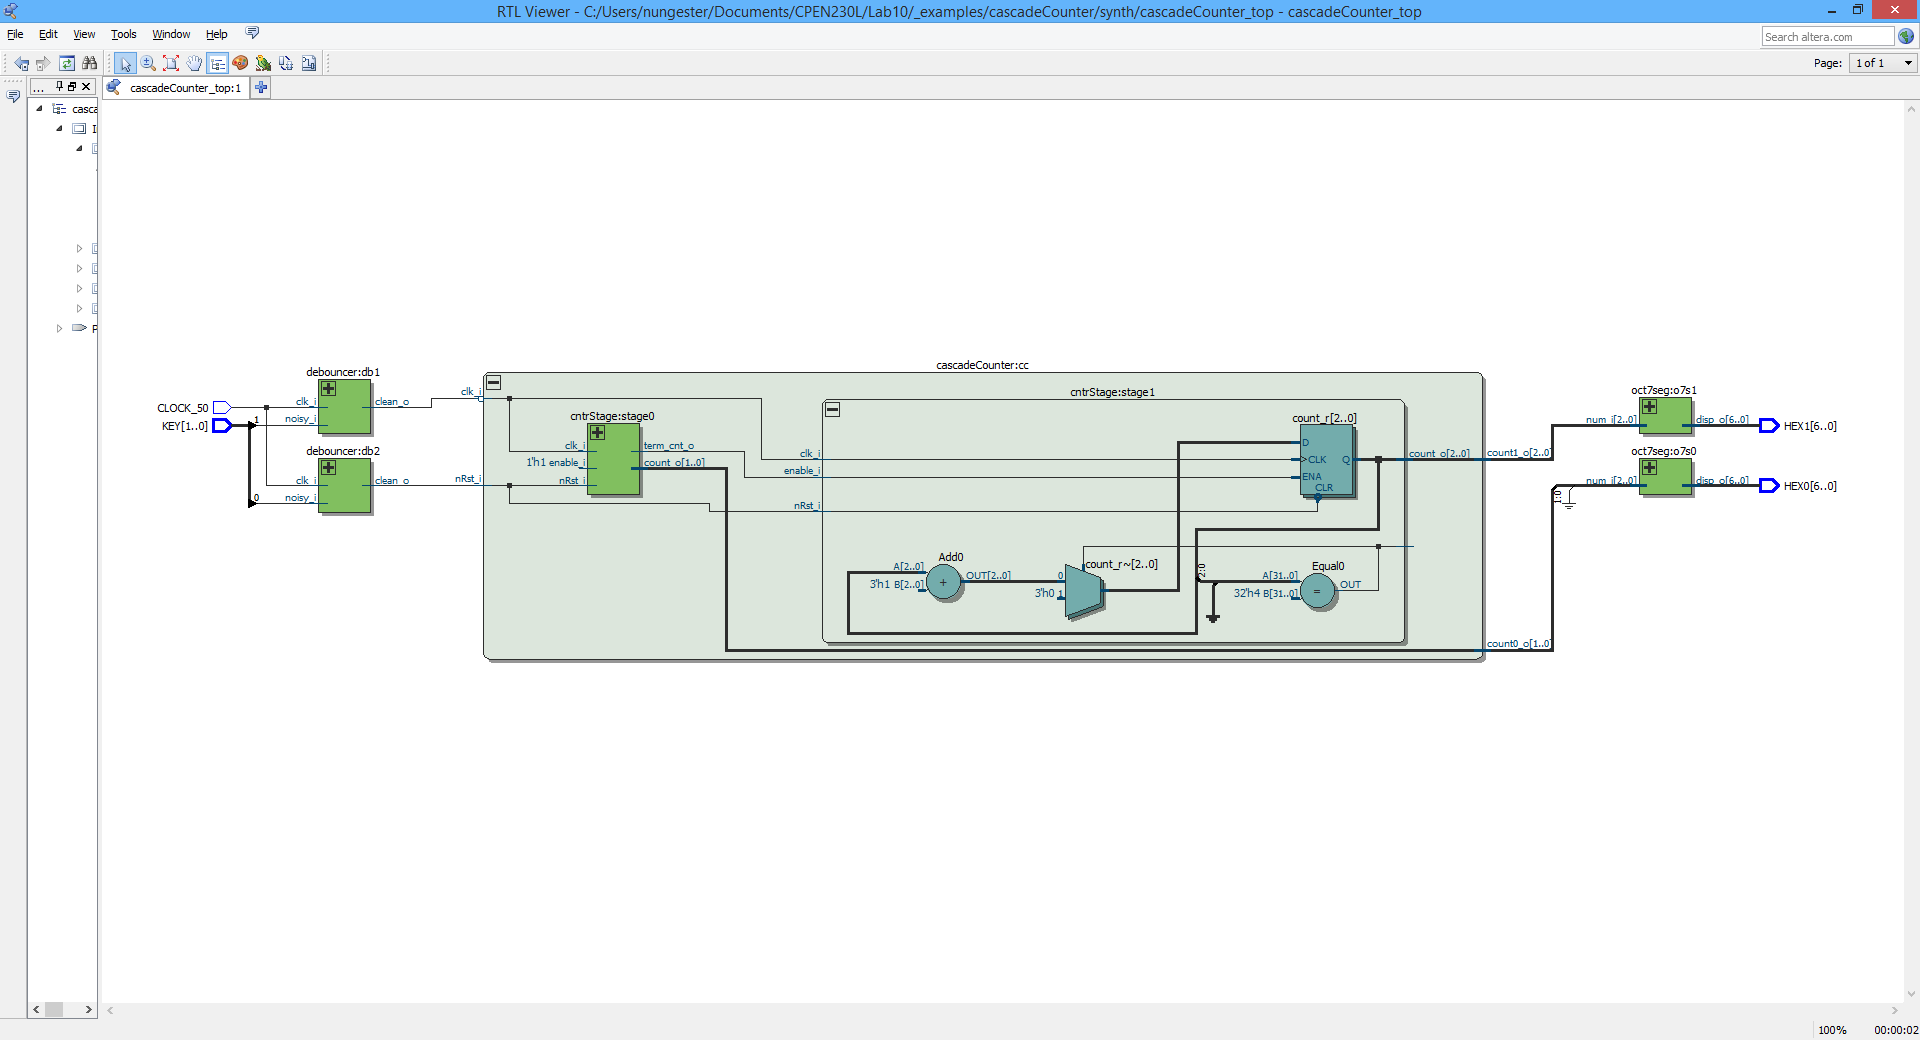 RTL Viewer - C:/Users/nungester/Documents/CPEN230L/Lab10/_examples/cascadeCounter/synth/cascadeCounter_top - cascadeCounter_top
File Edit View Tools Window Help
Search altera.com
Page: 1 of 1
...
cascadeCounter_top:1
casca
I
P
cascadeCounter:cc
debouncer:db1
clk_i
noisy_i
clean_o
CLOCK_50
KEY[1..0]
1
0
debouncer:db2
clk_i
noisy_i
clean_o
clk_i
nRst_i
cntrStage:stage0
clk_i
1'h1 enable_i
nRst_i
term_cnt_o
count_o[1..0]
cntrStage:stage1
clk_i
enable_i
nRst_i
count_r[2..0]
D
>CLK
ENA
CLR
Q
count_o[2..0]
count1_o[2..0]
Add0
A[2..0]
3'h1 B[2..0]
+
OUT[2..0]
count_r~[2..0]
0
3'h0 1
2:0
Equal0
A[31..0]
32'h4 B[31..0]
=
OUT
count0_o[1..0]
1:0
oct7seg:o7s1
num_i[2..0]
disp_o[6..0]
HEX1[6..0]
oct7seg:o7s0
num_i[2..0]
disp_o[6..0]
HEX0[6..0]
100% 00:00:02